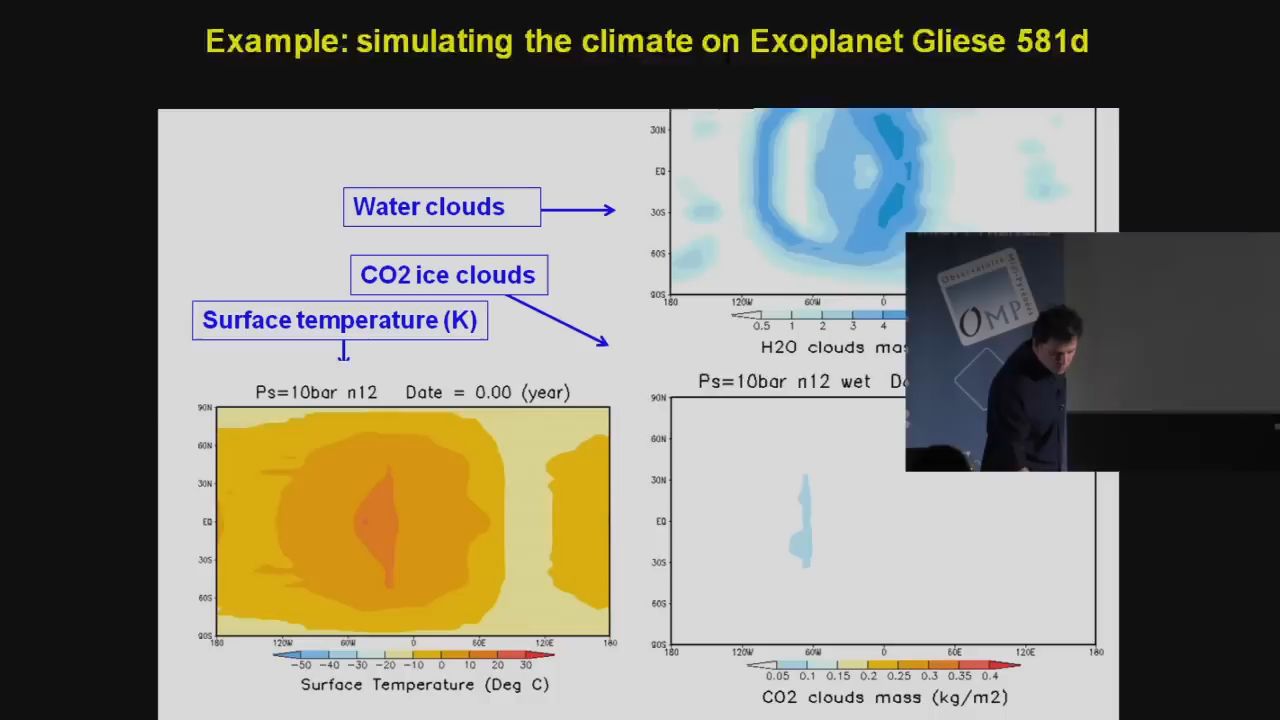 Example: simulating the climate on Exoplanet Gliese 581d
Water clouds
CO2 ice clouds
Surface temperature (K)
30N
EQ
30S
60S
90S
180 120W 60W 0
0.5 1 2 3 4
H2O clouds
Ps=10bar n12 Date = 0.00 (year)
90N
60N
30N
EQ
30S
60S
90S
180 120W 60W 0 60E 120E 180
-50 -40 -30 -20 -10 0 10 20 30
Surface Temperature (Deg C)
Ps=10bar n12 wet
90N
60N
30N
EQ
30S
60S
90S
180 120W 60W 0 60E 120E 180
0.05 0.1 0.15 0.2 0.25 0.3 0.35 0.4
CO2 clouds mass (kg/m2)
Observatoire Midi-Pyrénées
OMP